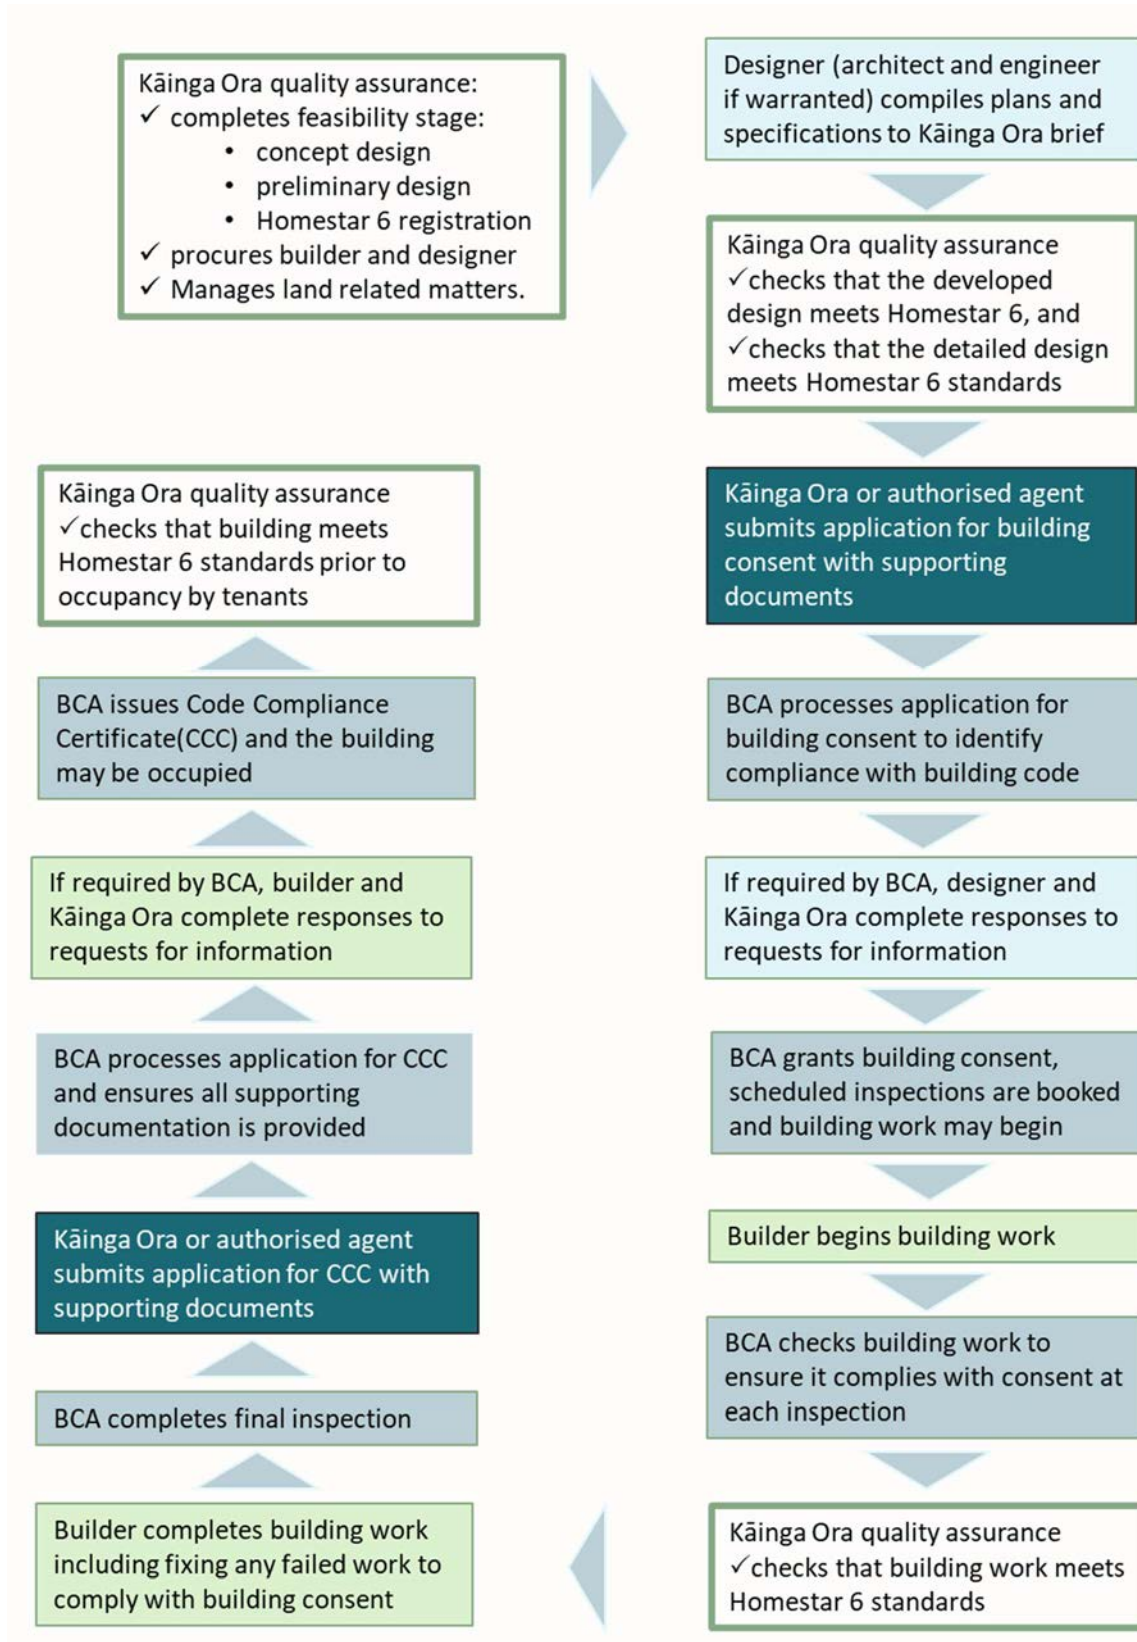 Kāinga Ora quality assurance:
✓ completes feasibility stage:
• concept design
• preliminary design
• Homestar 6 registration
✓ procures builder and designer
✓ Manages land related matters.
Designer (architect and engineer
if warranted) compiles plans and
specifications to Kāinga Ora brief
Kāinga Ora quality assurance
✓checks that the developed
design meets Homestar 6, and
✓checks that the detailed design
meets Homestar 6 standards
Kāinga Ora or authorised agent
submits application for building
consent with supporting
documents
BCA processes application for
building consent to identify
compliance with building code
If required by BCA, designer and
Kāinga Ora complete responses to
requests for information
BCA grants building consent,
scheduled inspections are booked
and building work may begin
Builder begins building work
BCA checks building work to
ensure it complies with consent at
each inspection
Kāinga Ora quality assurance
✓checks that building work meets
Homestar 6 standards
Builder completes building work
including fixing any failed work to
comply with building consent
BCA completes final inspection
Kāinga Ora or authorised agent
submits application for CCC with
supporting documents
BCA processes application for CCC
and ensures all supporting
documentation is provided
If required by BCA, builder and
Kāinga Ora complete responses to
requests for information
BCA issues Code Compliance
Certificate(CCC) and the building
may be occupied
Kāinga Ora quality assurance
✓checks that building meets
Homestar 6 standards prior to
occupancy by tenants